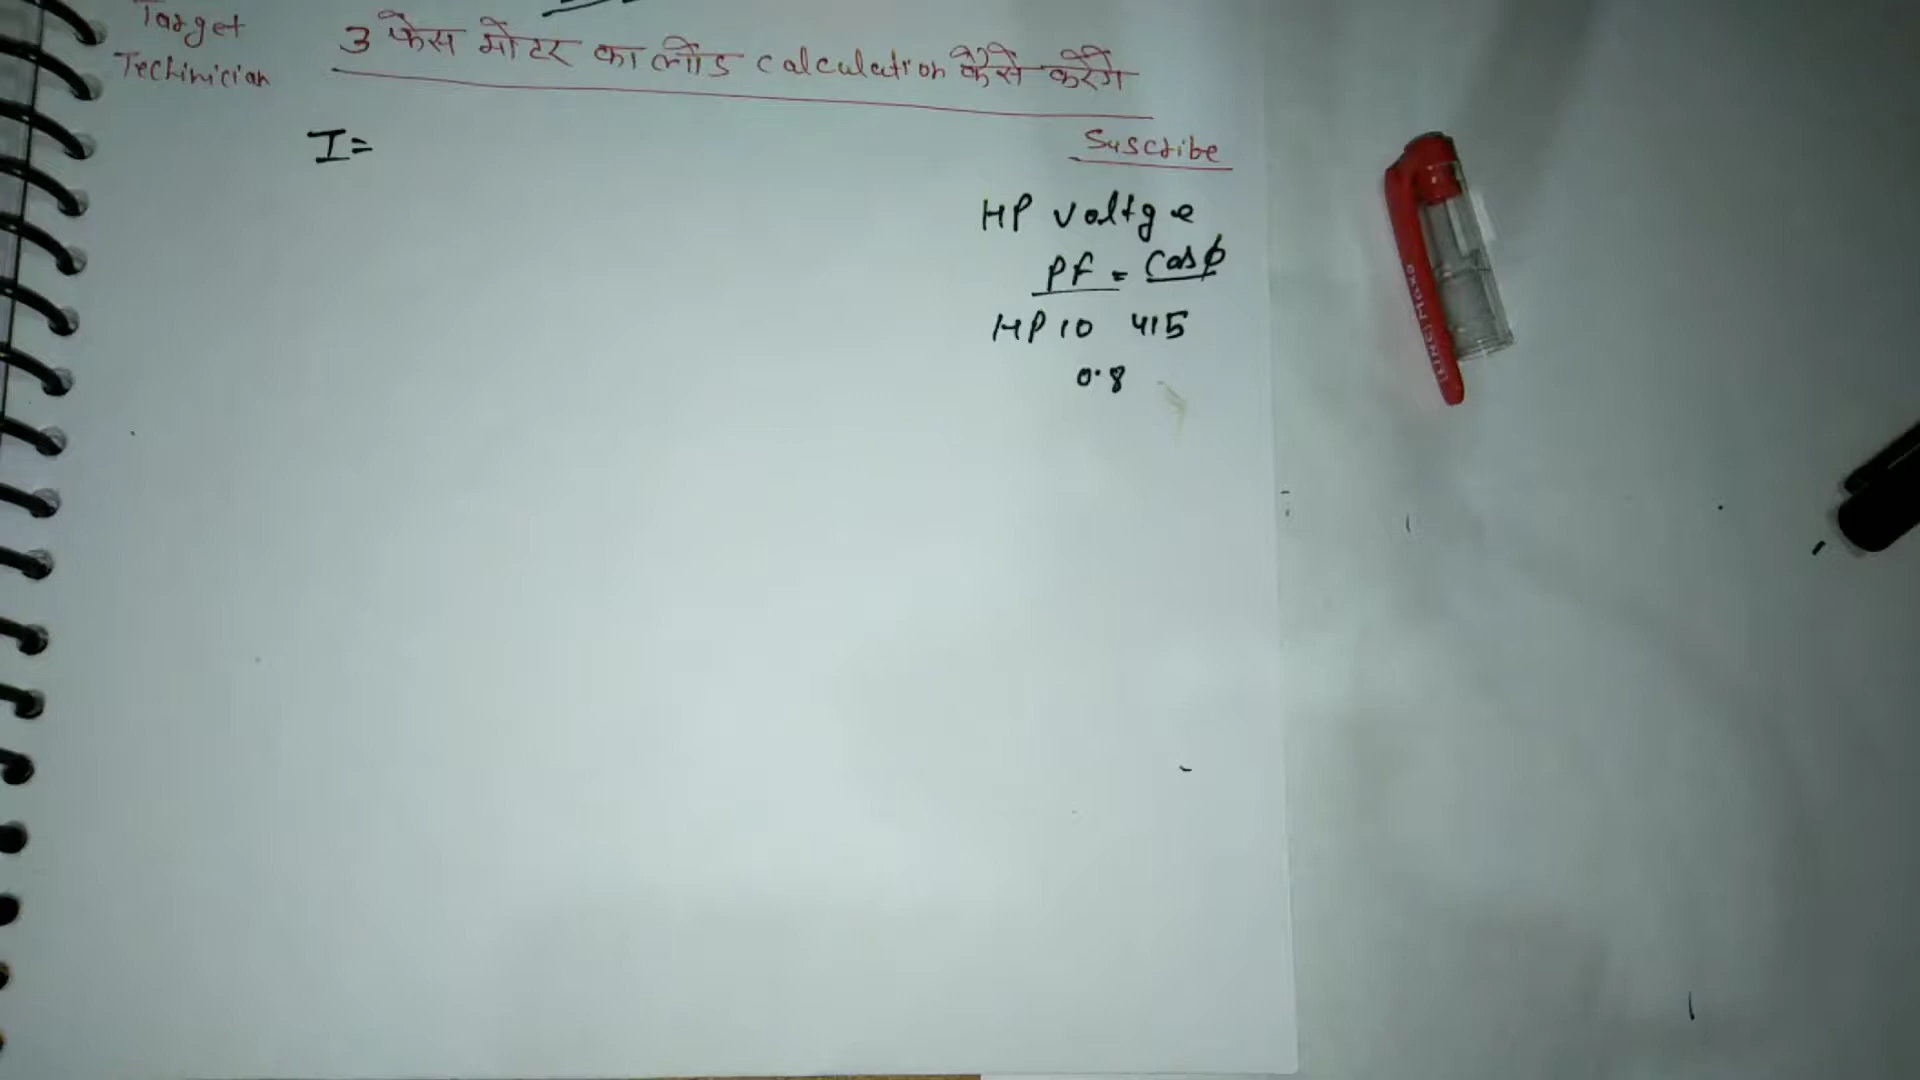 Target
Techinician
3 फेस मोटर का लोड calculation कैसे करेंगे
I=
Suscribe
HP voltge
PF = cosϕ
HP 10 415
0.8